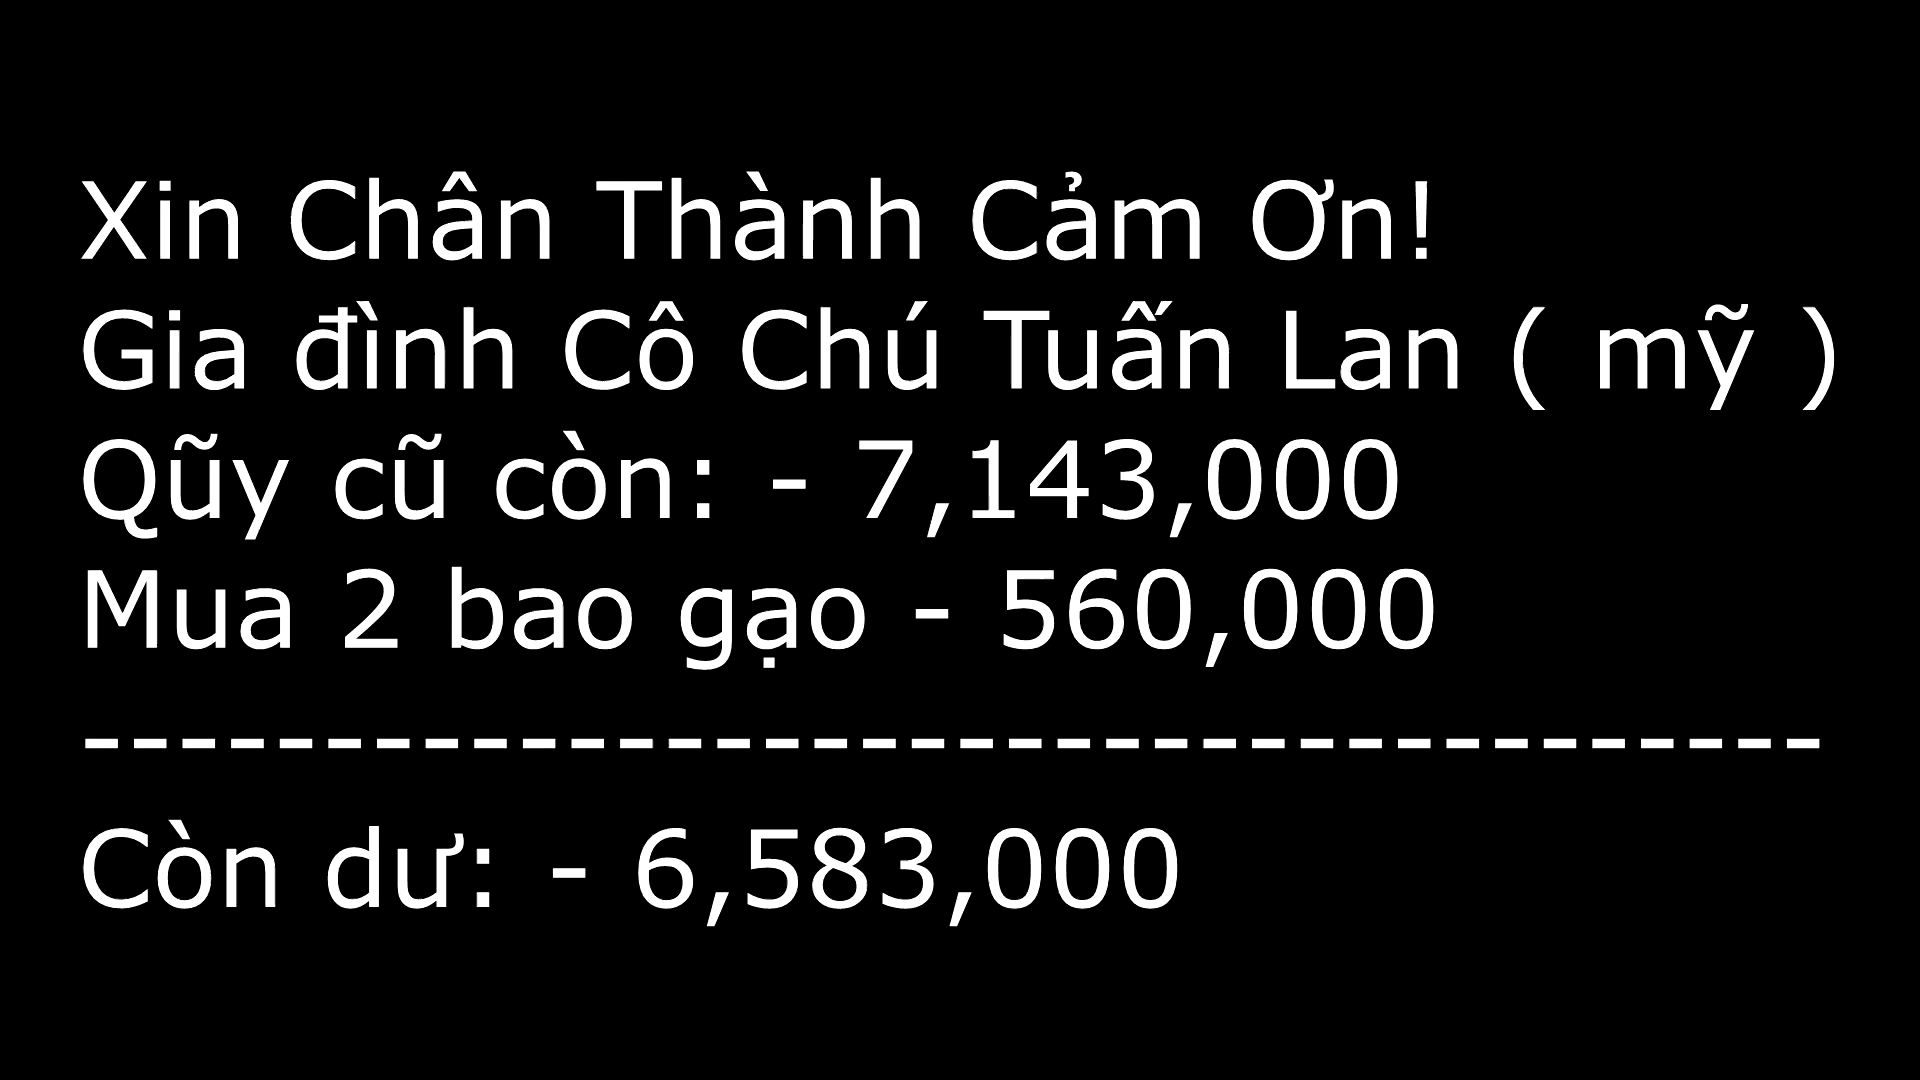 Xin Chân Thành Cảm Ơn!
Gia đình Cô Chú Tuấn Lan ( mỹ )
Qũy cũ còn: - 7,143,000
Mua 2 bao gạo - 560,000
------------------------------------
Còn dư: - 6,583,000